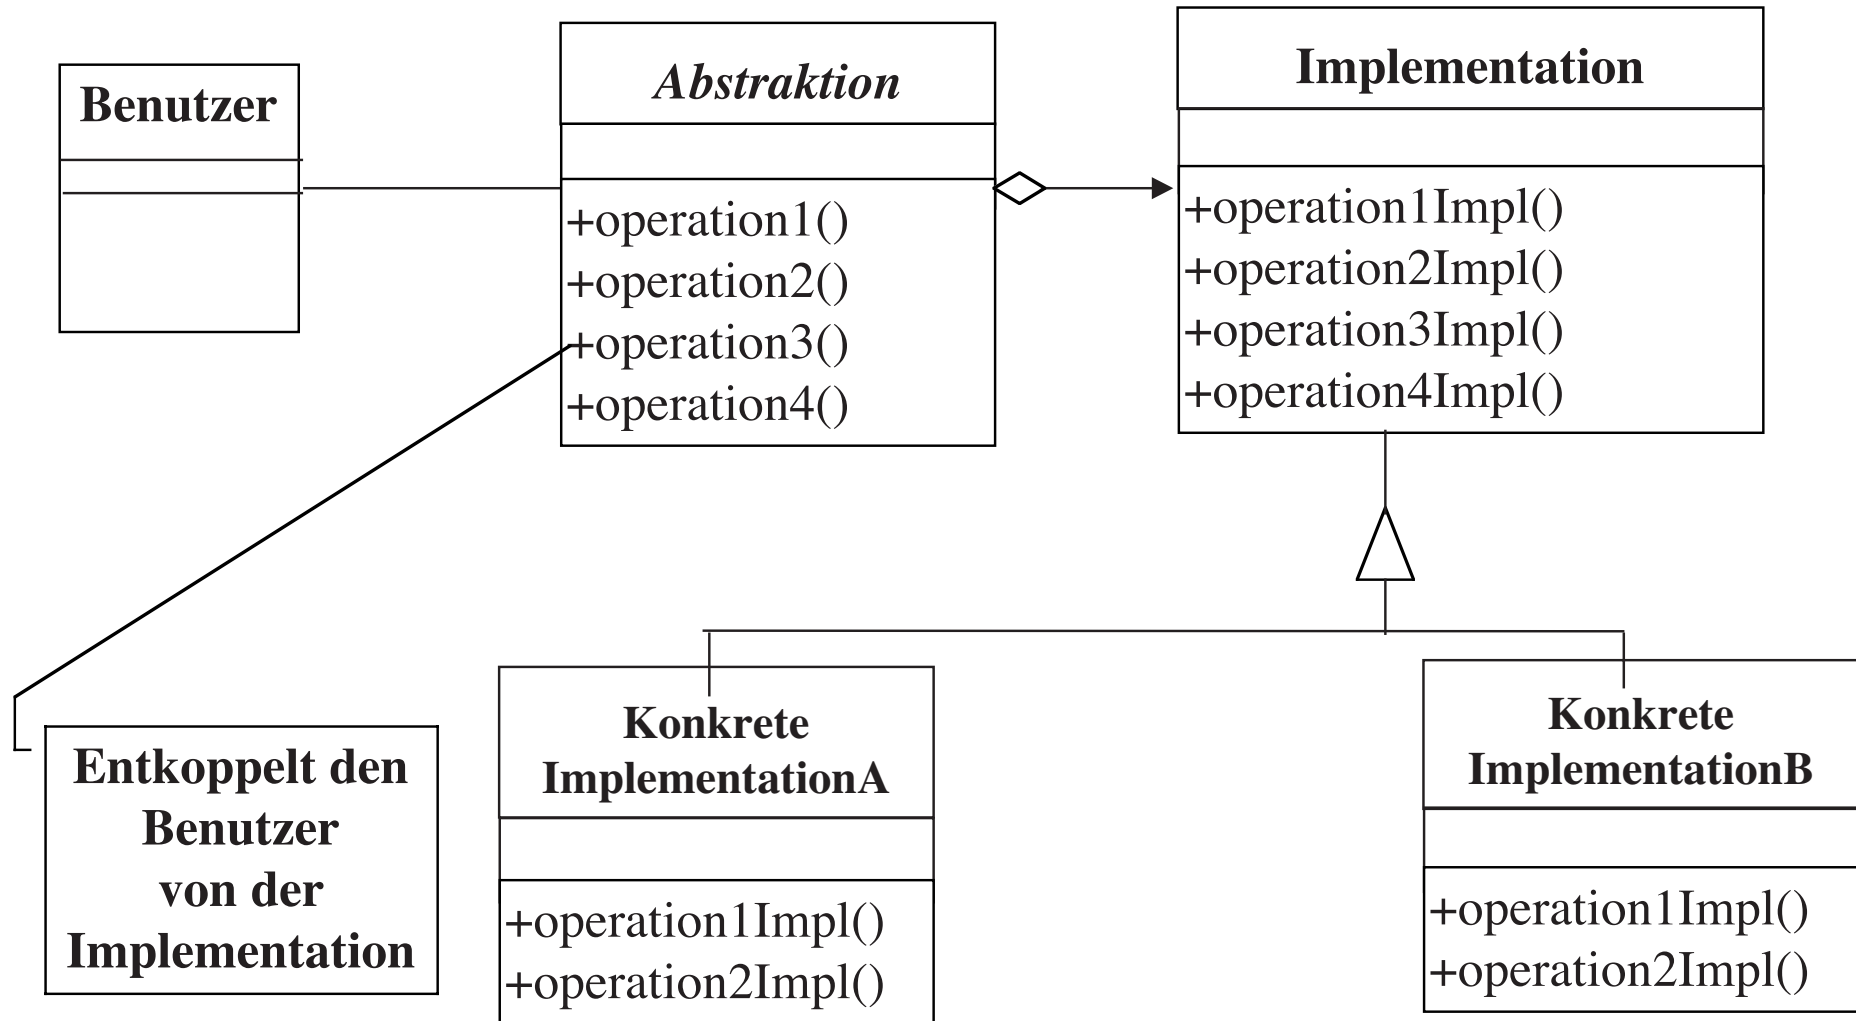 Benutzer
Abstraktion
+operation1()
+operation2()
+operation3()
+operation4()
Implementation
+operation1Impl()
+operation2Impl()
+operation3Impl()
+operation4Impl()
Entkoppelt den
Benutzer
von der
Implementation
Konkrete
ImplementationA
+operation1Impl()
+operation2Impl()
Konkrete
ImplementationB
+operation1Impl()
+operation2Impl()